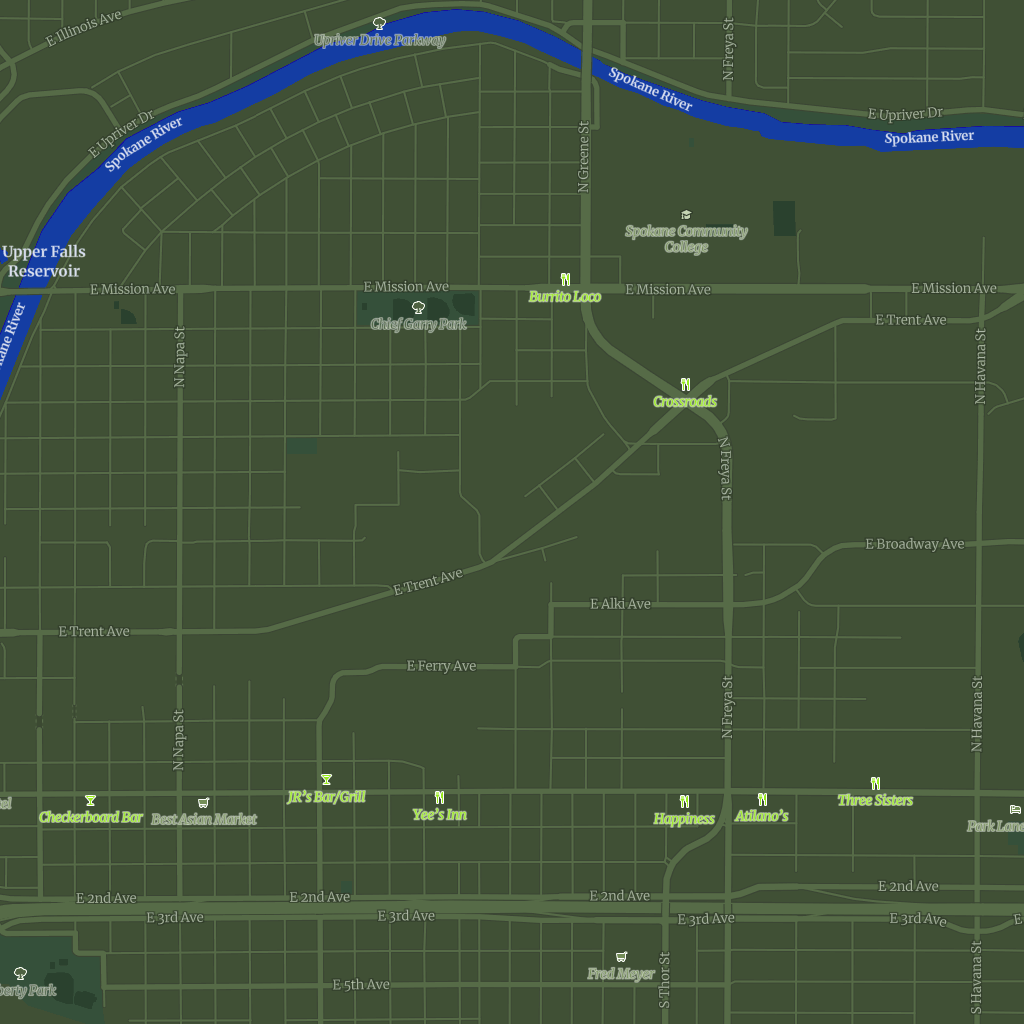 E Illinois Ave
Upriver Drive Parkway
N Freya St
Spokane River
E Upriver Dr
E Upriver Dr
Spokane River
Spokane River
N Greene St
Spokane Community
College
Upper Falls
Reservoir
E Mission Ave
E Mission Ave
Burrito Loco
E Mission Ave
E Mission Ave
Chief Garry Park
E Trent Ave
kane River
N Napa St
N Havana St
Crossroads
N Freya St
E Broadway Ave
E Trent Ave
E Alki Ave
E Trent Ave
E Ferry Ave
N Napa St
N Freya St
N Havana St
JR's Bar/Grill
Three Sisters
tel
Checkerboard Bar
Best Asian Market
Yee's Inn
Happiness
Atilano's
Park Lane
E 2nd Ave
E 2nd Ave
E 2nd Ave
E 2nd Ave
E 3rd Ave
E 3rd Ave
E 3rd Ave
E 3rd Ave
E
Fred Meyer
S Thor St
S Havana St
E 5th Ave
berty Park